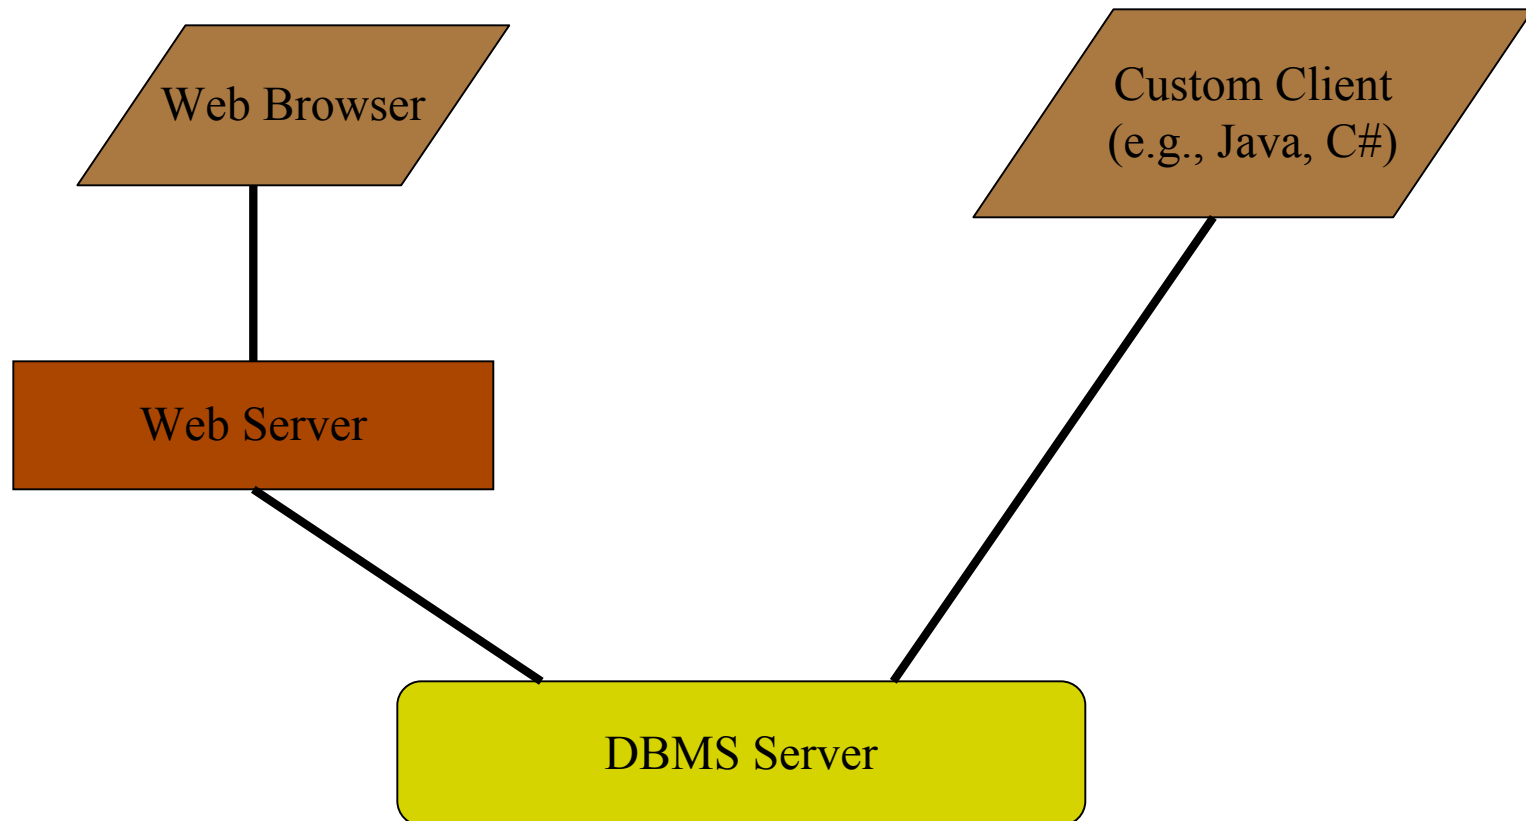 Web Browser
Custom Client
(e.g., Java, C#)
Web Server
DBMS Server